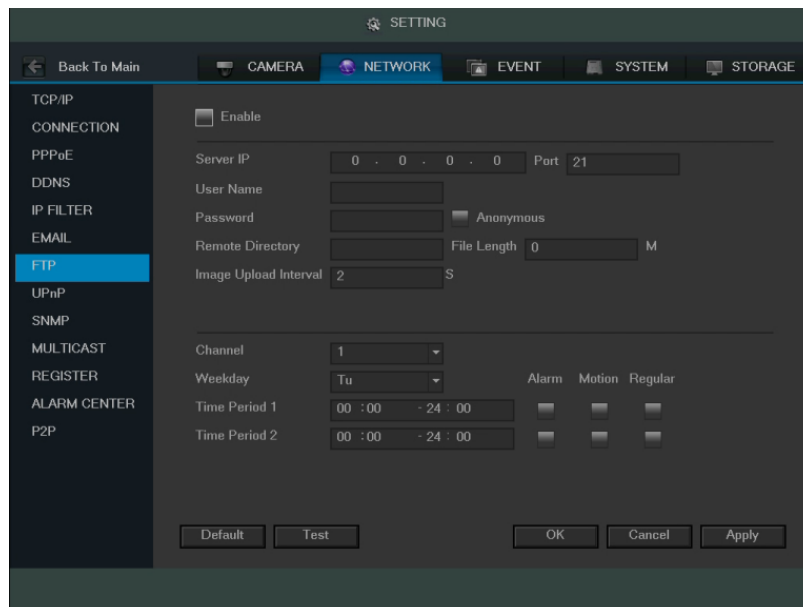 SETTING
Back To Main CAMERA NETWORK EVENT SYSTEM STORAGE
TCP/IP
CONNECTION
PPPoE
DDNS
IP FILTER
EMAIL
FTP
UPnP
SNMP
MULTICAST
REGISTER
ALARM CENTER
P2P
Enable
Server IP 0 . 0 . 0 . 0 Port 21
User Name
Password Anonymous
Remote Directory File Length 0 M
Image Upload Interval 2 S
Channel 1
Weekday Tu Alarm Motion Regular
Time Period 1 00 :00 - 24 : 00
Time Period 2 00 :00 - 24 : 00
Default Test OK Cancel Apply